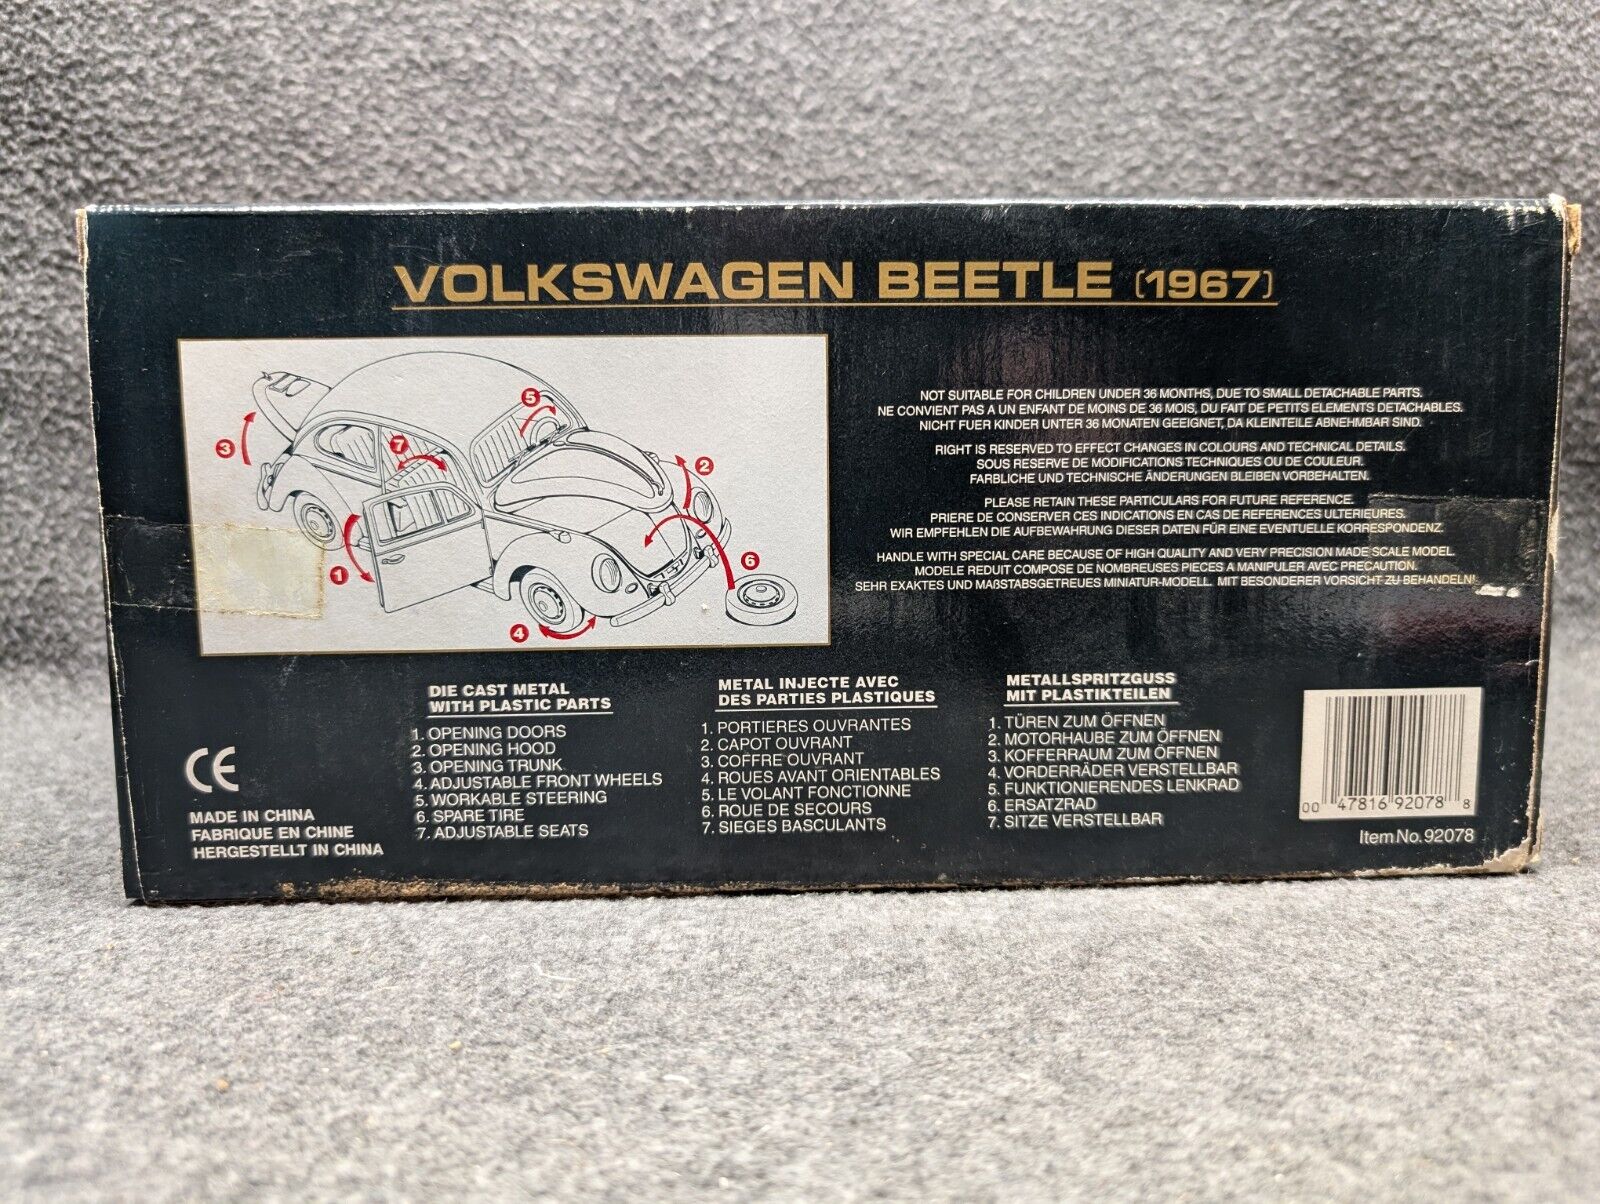 VOLKSWAGEN BEETLE (1967)
3
7
5
2
1
6
4
NOT SUITABLE FOR CHILDREN UNDER 36 MONTHS, DUE TO SMALL DETACHABLE PARTS.
NE CONVIENT PAS A UN ENFANT DE MOINS DE 36 MOIS, DU FAIT DE PETITS ELEMENTS DETACHABLES.
NICHT FUER KINDER UNTER 36 MONATEN GEEIGNET, DA KLEINTEILE ABNEHMBAR SIND.
RIGHT IS RESERVED TO EFFECT CHANGES IN COLOURS AND TECHNICAL DETAILS.
SOUS RESERVE DE MODIFICATIONS TECHNIQUES OU DE COULEUR.
FARBLICHE UND TECHNISCHE ÄNDERUNGEN BLEIBEN VORBEHALTEN.
PLEASE RETAIN THESE PARTICULARS FOR FUTURE REFERENCE.
PRIERE DE CONSERVER CES INDICATIONS EN CAS DE REFERENCES ULTERIEURES.
WIR EMPFEHLEN DIE AUFBEWAHRUNG DIESER DATEN FÜR EINE EVENTUELLE KORRESPONDENZ.
HANDLE WITH SPECIAL CARE BECAUSE OF HIGH QUALITY AND VERY PRECISION MADE SCALE MODEL.
MODELE REDUIT COMPOSE DE NOMBREUSES PIECES A MANIPULER AVEC PRECAUTION.
SEHR EXAKTES UND MAßSTABSGETREUES MINIATUR-MODELL. MIT BESONDERER VORSICHT ZU BEHANDELN!
DIE CAST METAL
WITH PLASTIC PARTS
1. OPENING DOORS
2. OPENING HOOD
3. OPENING TRUNK
4. ADJUSTABLE FRONT WHEELS
5. WORKABLE STEERING
6. SPARE TIRE
7. ADJUSTABLE SEATS
METAL INJECTE AVEC
DES PARTIES PLASTIQUES
1. PORTIERES OUVRANTES
2. CAPOT OUVRANT
3. COFFRE OUVRANT
4. ROUES AVANT ORIENTABLES
5. LE VOLANT FONCTIONNE
6. ROUE DE SECOURS
7. SIEGES BASCULANTS
METALLSPRITZGUSS
MIT PLASTIKTEILEN
1. TÜREN ZUM ÖFFNEN
2. MOTORHAUBE ZUM ÖFFNEN
3. KOFFERRAUM ZUM ÖFFNEN
4. VORDERRÄDER VERSTELLBAR
5. FUNKTIONIERENDES LENKRAD
6. ERSATZRAD
7. SITZE VERSTELLBAR
CE
MADE IN CHINA
FABRIQUE EN CHINE
HERGESTELLT IN CHINA
00 47816 92078 8
Item No. 92078